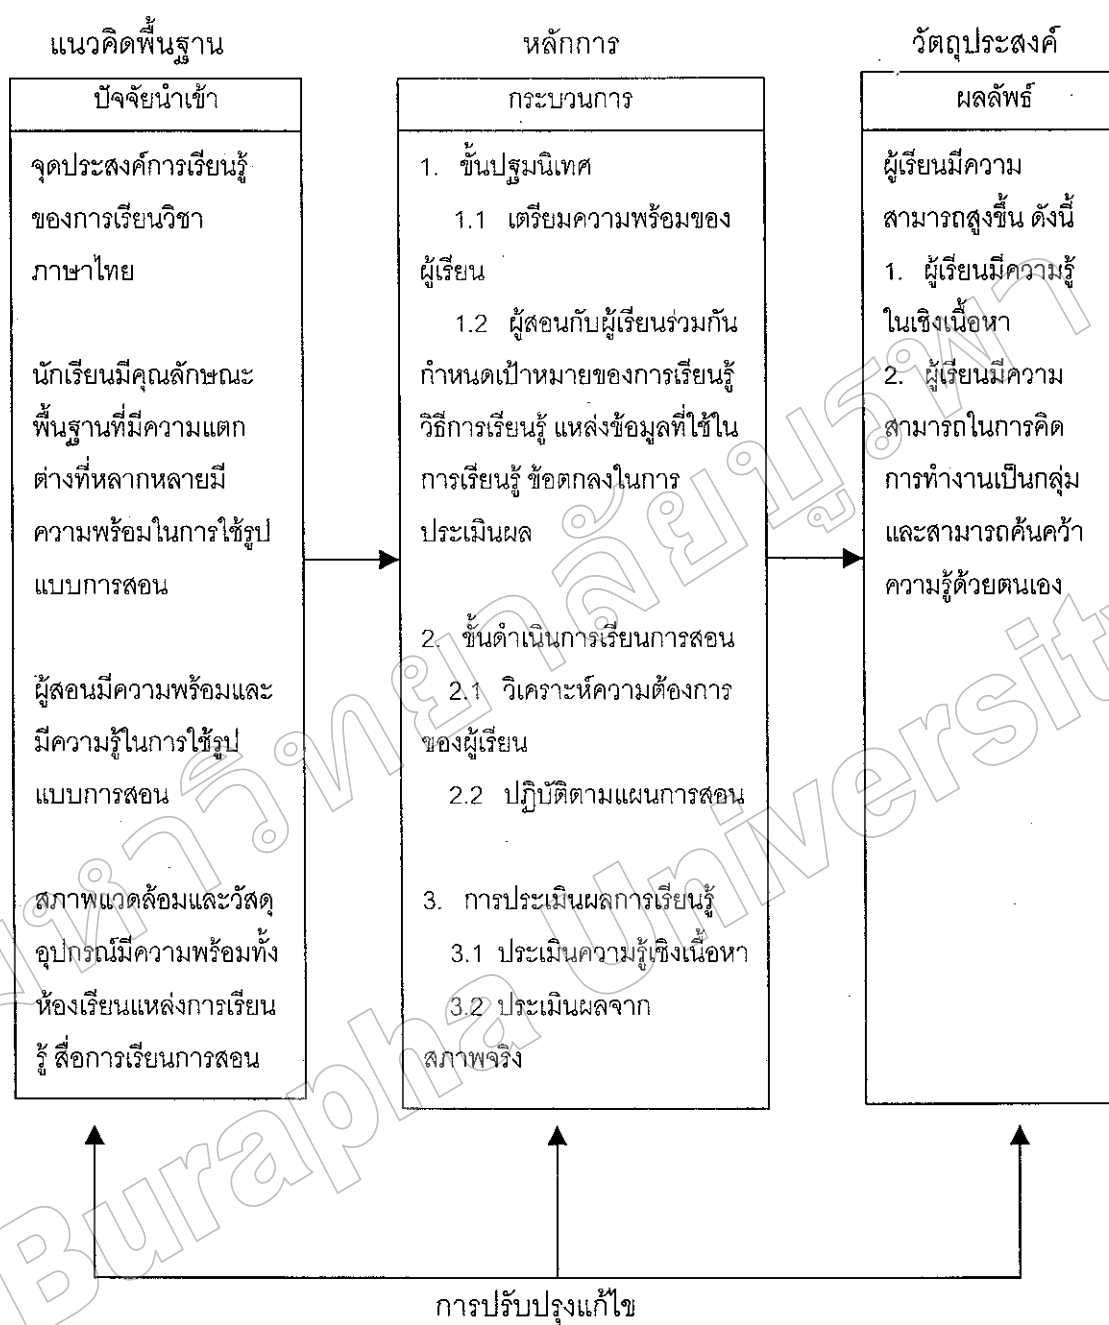 แนวคิดพื้นฐาน
ปัจจัยนำเข้า
จุดประสงค์การเรียนรู้
ของการเรียนวิชา
ภาษาไทย
นักเรียนมีคุณลักษณะ
พื้นฐานที่มีความแตก
ต่างที่หลากหลายมี
ความพร้อมในการใช้รูป
แบบการสอน
ผู้สอนมีความพร้อมและ
มีความรู้ในการใช้รูป
แบบการสอน
สภาพแวดล้อมและวัสดุ
อุปกรณ์มีความพร้อมทั้ง
ห้องเรียนแหล่งการเรียน
รู้ สื่อการเรียนการสอน
หลักการ
กระบวนการ
1. ขั้นปฐมนิเทศ
1.1 เตรียมความพร้อมของ
ผู้เรียน
1.2 ผู้สอนกับผู้เรียนร่วมกัน
กำหนดเป้าหมายของการเรียนรู้
วิธีการเรียนรู้ แหล่งข้อมูลที่ใช้ใน
การเรียนรู้ ข้อตกลงในการ
ประเมินผล
2. ขั้นดำเนินการเรียนการสอน
2.1 วิเคราะห์ความต้องการ
ของผู้เรียน
2.2 ปฏิบัติตามแผนการสอน
3. การประเมินผลการเรียนรู้
3.1 ประเมินความรู้เชิงเนื้อหา
3.2 ประเมินผลจาก
สภาพจริง
วัตถุประสงค์
ผลลัพธ์
ผู้เรียนมีความ
สามารถสูงขึ้น ดังนี้
1. ผู้เรียนมีความรู้
ในเชิงเนื้อหา
2. ผู้เรียนมีความ
สามารถในการคิด
การทำงานเป็นกลุ่ม
และสามารถค้นคว้า
ความรู้ด้วยตนเอง
การปรับปรุงแก้ไข
มหาวิทยาลัยบูรพา
Burapha University